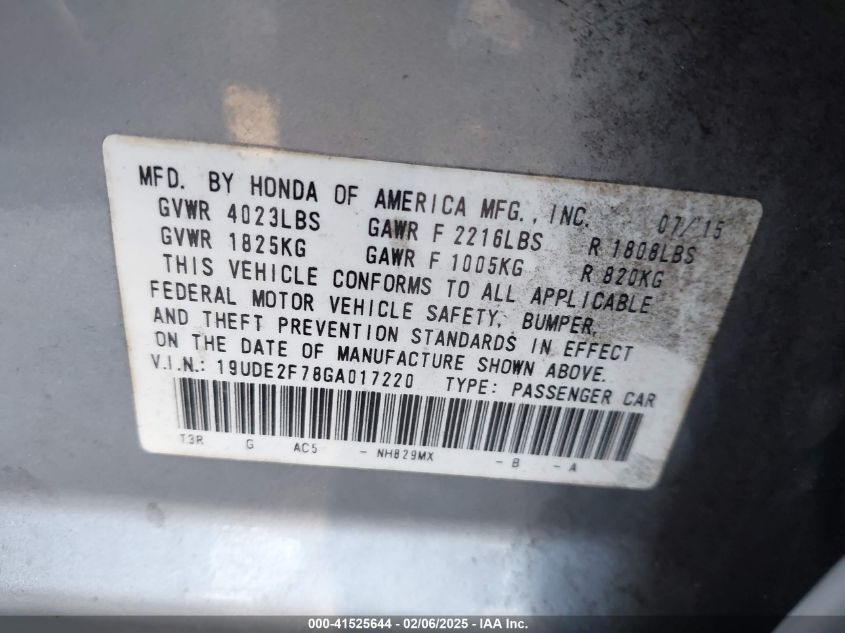 MFD. BY HONDA OF AMERICA MFG., INC. 07/15
GVWR 4023LBS GAWR F 2216LBS R 1808LBS
GVWR 1825KG GAWR F 1005KG R 820KG
THIS VEHICLE CONFORMS TO ALL APPLICABLE
FEDERAL MOTOR VEHICLE SAFETY, BUMPER,
AND THEFT PREVENTION STANDARDS IN EFFECT
ON THE DATE OF MANUFACTURE SHOWN ABOVE.
V.I.N.: 19UDE2F78GA017220 TYPE: PASSENGER CAR
T3R G AC5 - NH829MX - B - A
000-41525644 - 02/06/2025 - IAA Inc.